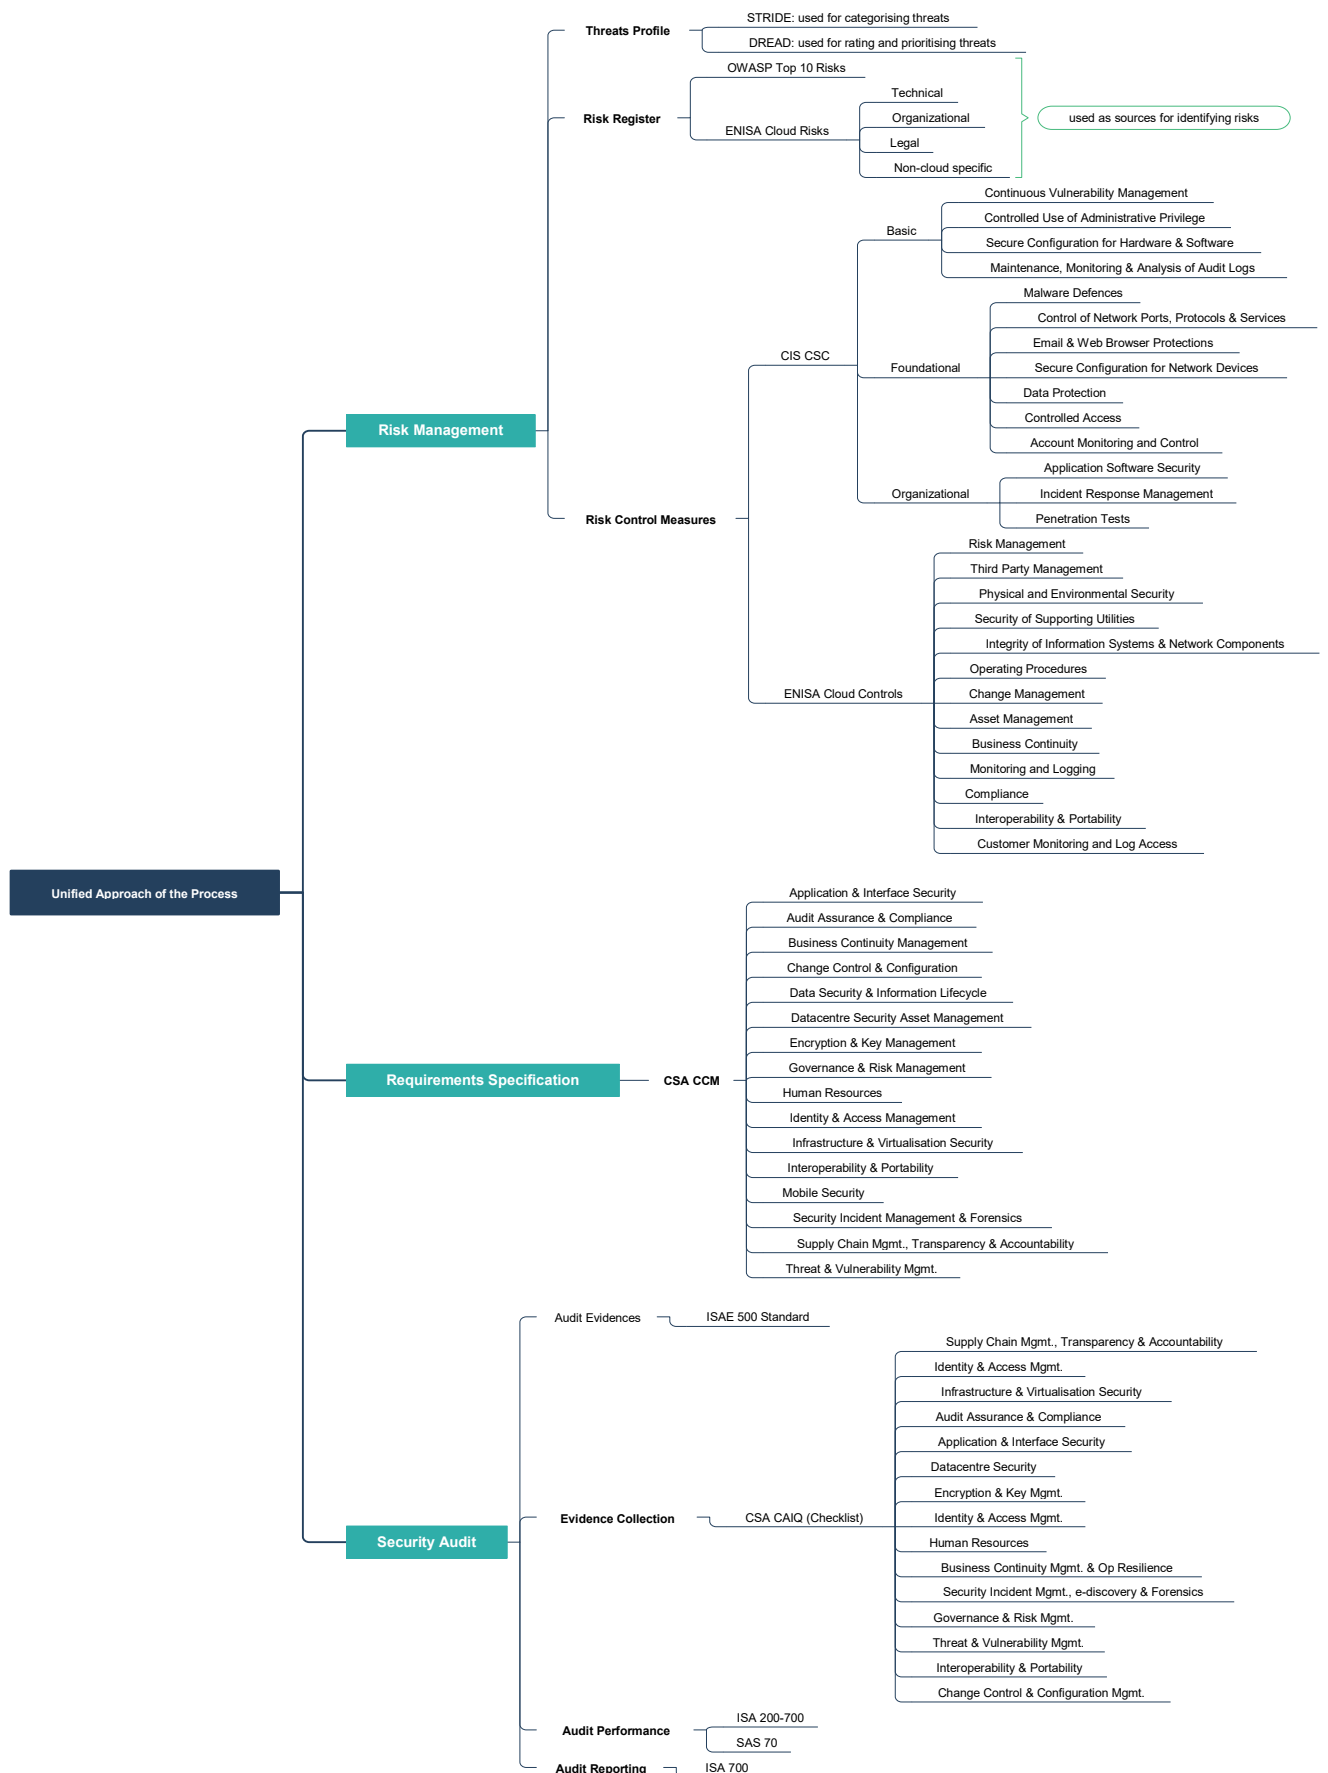 STRIDE: used for categorising threats
Threats Profile
DREAD: used for rating and prioritising threats
OWASP Top 10 Risks
Technical
Risk Register
Organizational
used as sources for identifying risks
ENISA Cloud Risks
Legal
Non-cloud specific
Continuous Vulnerability Management
Controlled Use of Administrative Privilege
Basic
Secure Configuration for Hardware & Software
Maintenance, Monitoring & Analysis of Audit Logs
Malware Defences
Control of Network Ports, Protocols & Services
Email & Web Browser Protections
CIS CSC
Foundational
Secure Configuration for Network Devices
Data Protection
Controlled Access
Risk Management
Account Monitoring and Control
Application Software Security
Organizational
Incident Response Management
Risk Control Measures
Penetration Tests
Risk Management
Third Party Management
Physical and Environmental Security
Security of Supporting Utilities
Integrity of Information Systems & Network Components
Operating Procedures
ENISA Cloud Controls
Change Management
Asset Management
Business Continuity
Monitoring and Logging
Compliance
Interoperability & Portability
Customer Monitoring and Log Access
Unified Approach of the Process
Application & Interface Security
Audit Assurance & Compliance
Business Continuity Management
Change Control & Configuration
Data Security & Information Lifecycle
Datacentre Security Asset Management
Encryption & Key Management
Governance & Risk Management
Requirements Specification
CSA CCM
Human Resources
Identity & Access Management
Infrastructure & Virtualisation Security
Interoperability & Portability
Mobile Security
Security Incident Management & Forensics
Supply Chain Mgmt., Transparency & Accountability
Threat & Vulnerability Mgmt.
Audit Evidences
ISAE 500 Standard
Supply Chain Mgmt., Transparency & Accountability
Identity & Access Mgmt.
Infrastructure & Virtualisation Security
Audit Assurance & Compliance
Application & Interface Security
Datacentre Security
Encryption & Key Mgmt.
Evidence Collection
CSA CAIQ (Checklist)
Identity & Access Mgmt.
Security Audit
Human Resources
Business Continuity Mgmt. & Op Resilience
Security Incident Mgmt., e-discovery & Forensics
Governance & Risk Mgmt.
Threat & Vulnerability Mgmt.
Interoperability & Portability
Change Control & Configuration Mgmt.
ISA 200-700
Audit Performance
SAS 70
Audit Reporting
ISA 700